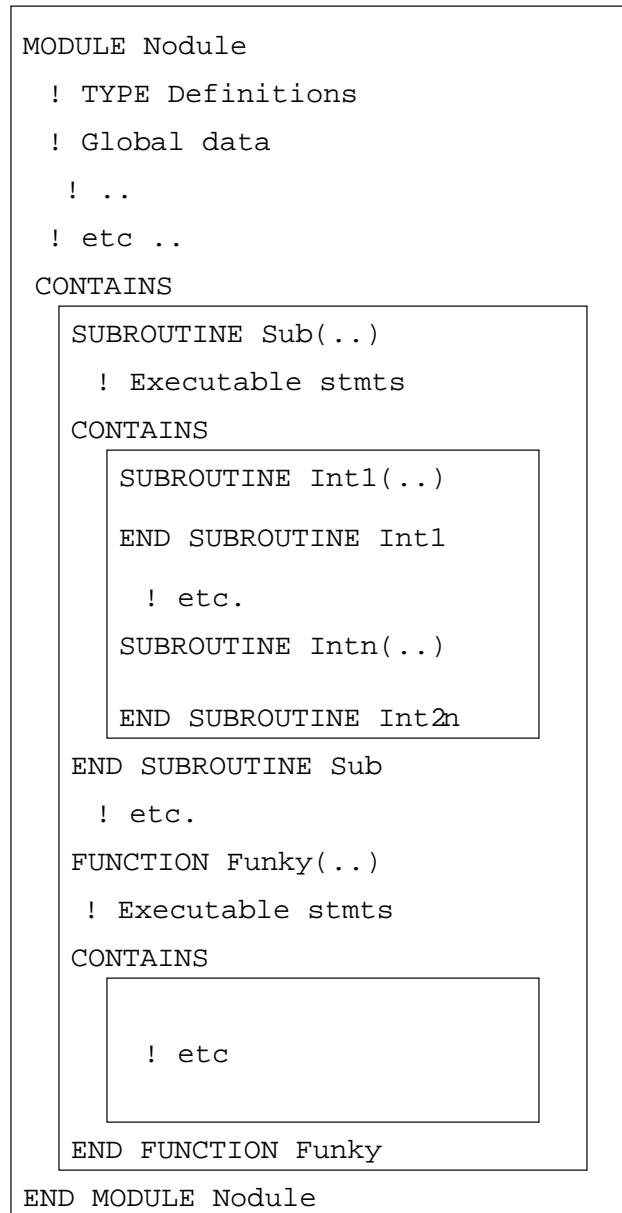 MODULE Nodule
! TYPE Definitions
! Global data
! ..
! etc ..
CONTAINS
SUBROUTINE Sub(..)
! Executable stmts
CONTAINS
SUBROUTINE Int1(..)
END SUBROUTINE Int1
! etc.
SUBROUTINE Intn(..)
END SUBROUTINE Int2n
END SUBROUTINE Sub
! etc.
FUNCTION Funky(..)
! Executable stmts
CONTAINS
! etc
END FUNCTION Funky
END MODULE Nodule